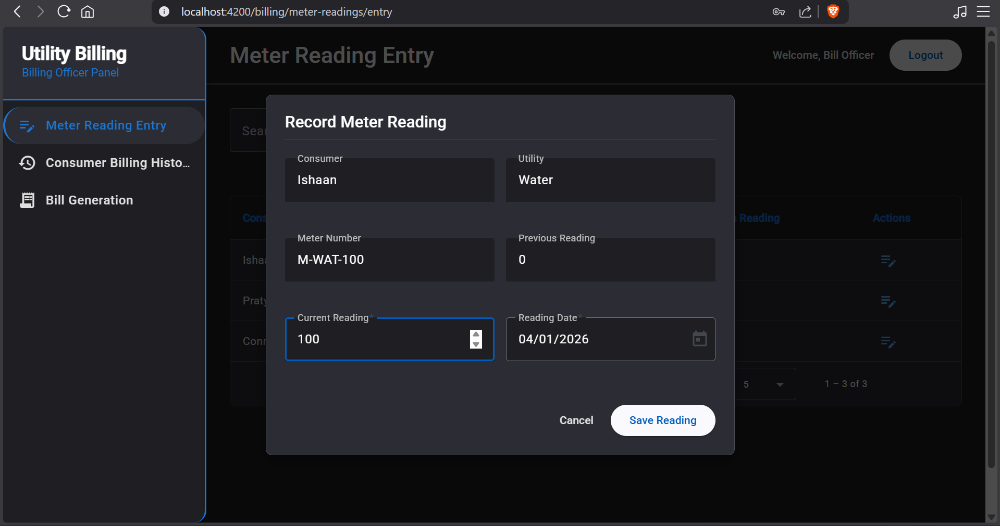 localhost:4200/billing/meter-readings/entry
Utility Billing
Billing Officer Panel
Meter Reading Entry
Welcome, Bill Officer
Logout
Meter Reading Entry
Consumer Billing Histo...
Bill Generation
Sear
Record Meter Reading
Consumer
Ishaan
Utility
Water
Meter Number
M-WAT-100
Previous Reading
0
Current Reading*
100
Reading Date*
04/01/2026
Cancel
Save Reading
Cons
s Reading
Actions
Ishaa
Praty
Conr
5
1 – 3 of 3